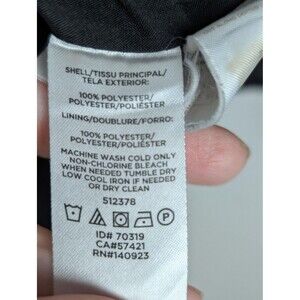 SHELL/TISSU PRINCIPAL/
TELA EXTERIOR:
100% POLYESTER/
POLYESTER/POLIÉSTER
LINING/DOUBLURE/FORRO:
100% POLYESTER/
POLYESTER/POLIÉSTER
MACHINE WASH COLD ONLY
NON-CHLORINE BLEACH
WHEN NEEDED TUMBLE DRY
LOW COOL IRON IF NEEDED
OR DRY CLEAN
512378
P
ID# 70319
CA#57421
RN#140923